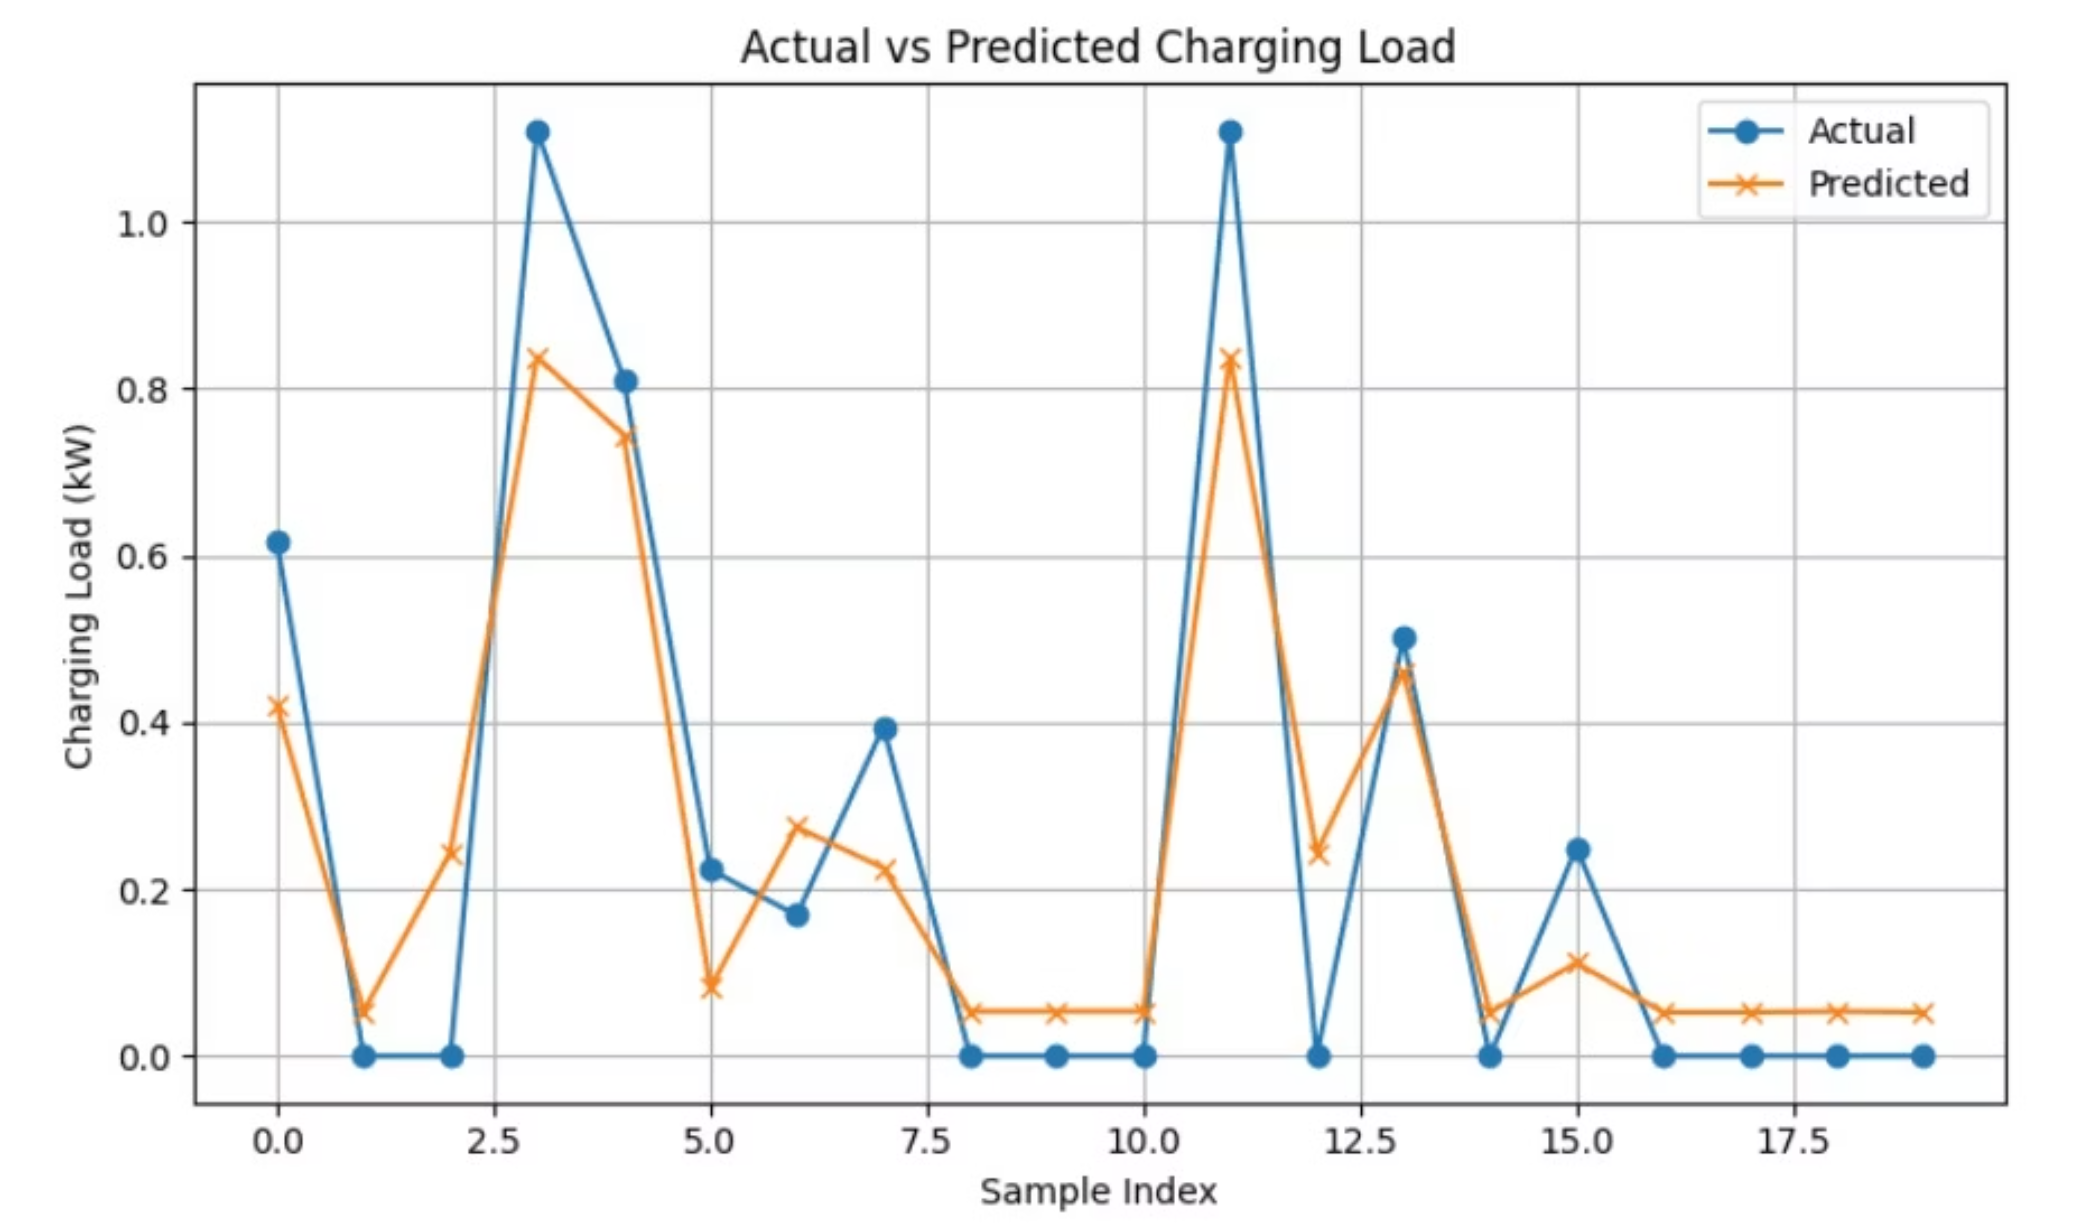 Actual vs Predicted Charging Load
Actual
Predicted
1.0
0.8
0.6
0.4
0.2
0.0
Charging Load (kW)
0.0 2.5 5.0 7.5 10.0 12.5 15.0 17.5
Sample Index